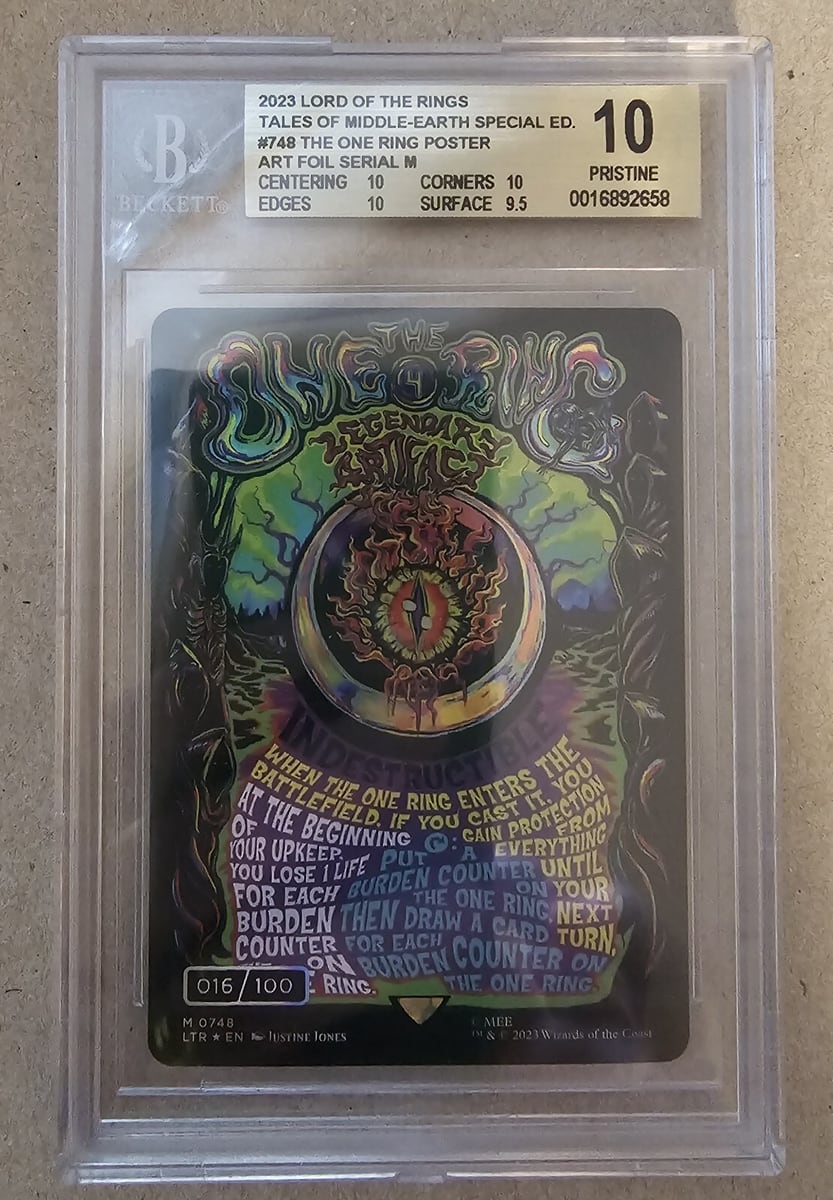 B
BECKETT®
2023 LORD OF THE RINGS
TALES OF MIDDLE-EARTH SPECIAL ED.
#748 THE ONE RING POSTER
ART FOIL SERIAL M
CENTERING 10 CORNERS 10
EDGES 10 SURFACE 9.5
10
PRISTINE
0016892658
THE
ONE RING
4
LEGENDARY
ARTIFACT
INDESTRUCTIBLE
WHEN THE ONE RING ENTERS THE
BATTLEFIELD, IF YOU CAST IT, YOU
GAIN PROTECTION
FROM
EVERYTHING
UNTIL
YOUR
NEXT
TURN.
AT THE BEGINNING
OF
YOUR UPKEEP,
YOU LOSE 1 LIFE
FOR EACH
BURDEN
COUNTER
ON
RING.
: PUT A
BURDEN COUNTER
ON
THE ONE RING,
THEN DRAW A CARD
FOR EACH
BURDEN COUNTER ON
THE ONE RING.
016/100
M 0748
LTR ★ EN JUSTINE JONES
© MEE
™ & © 2023 Wizards of the Coast